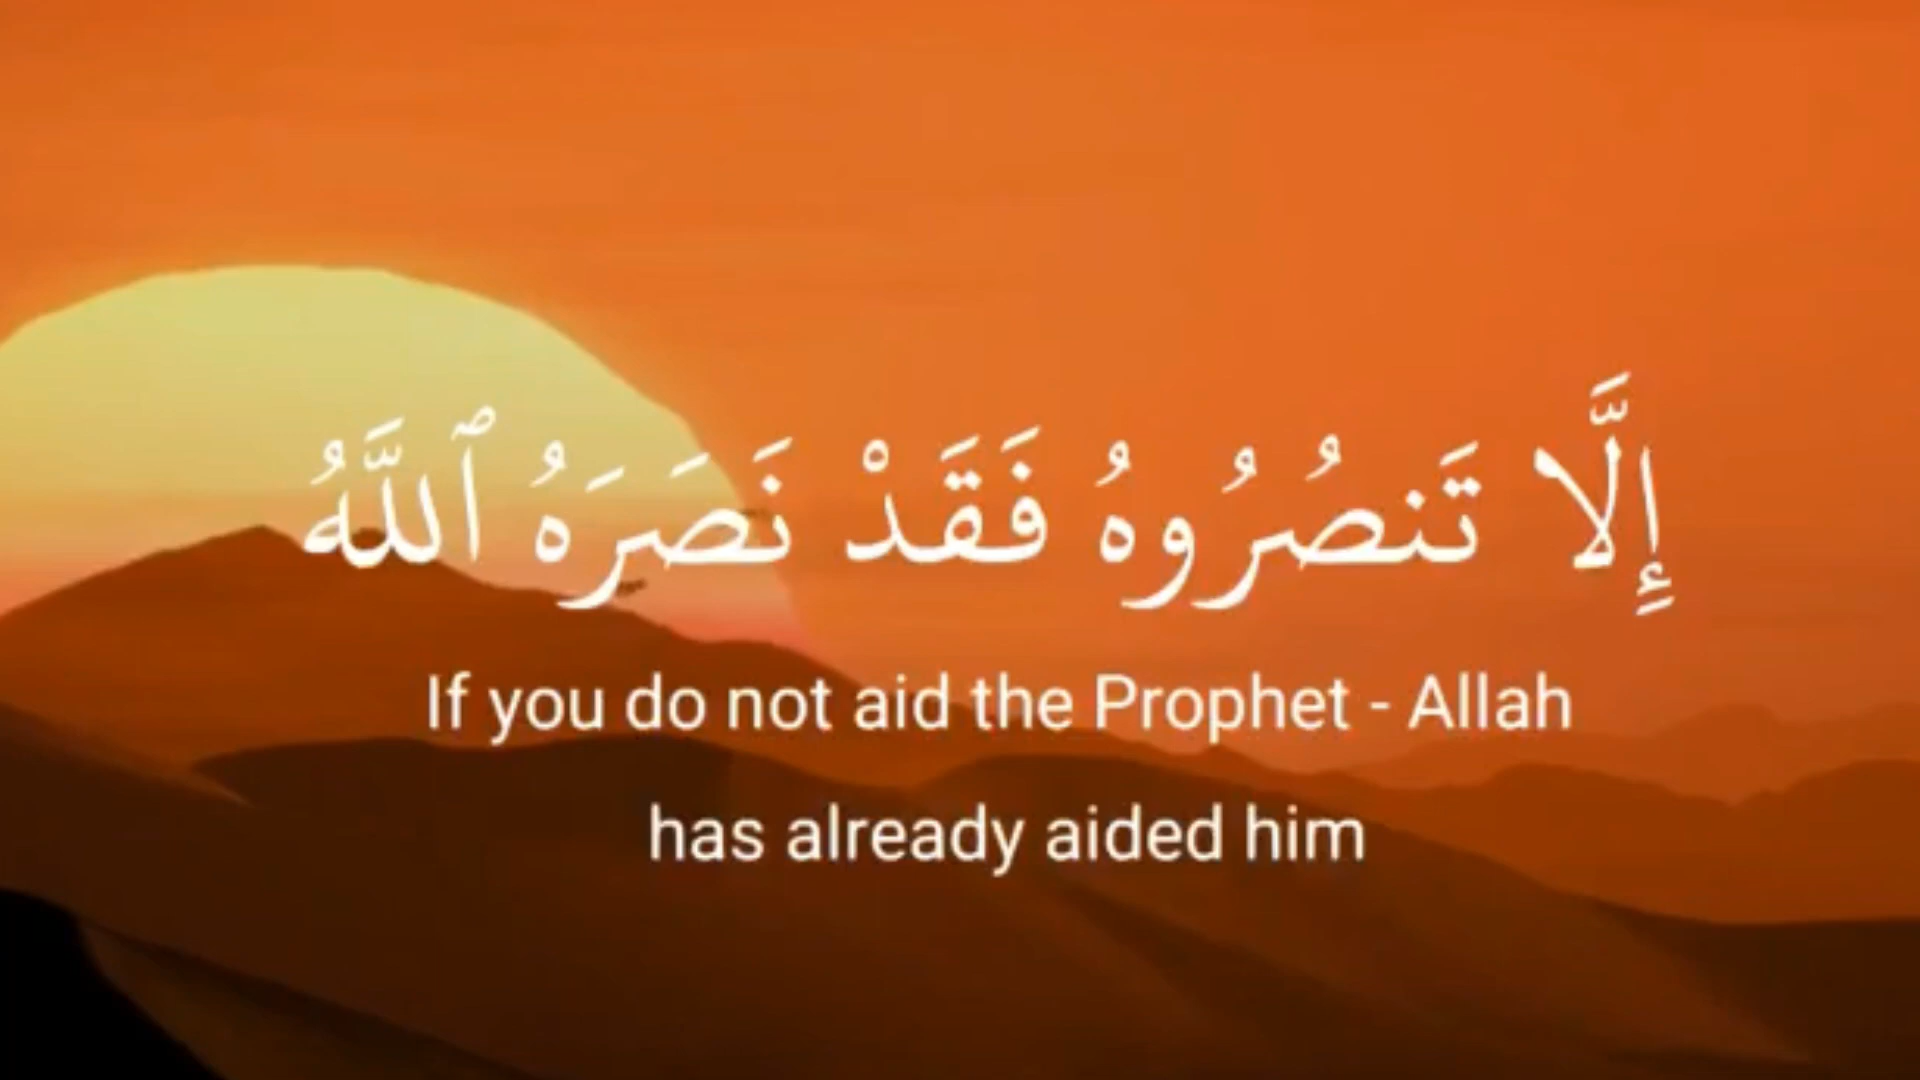 إِلَّا تَنصُرُوهُ فَقَدْ نَصَرَهُ ٱللَّهُ
If you do not aid the Prophet - Allah
has already aided him